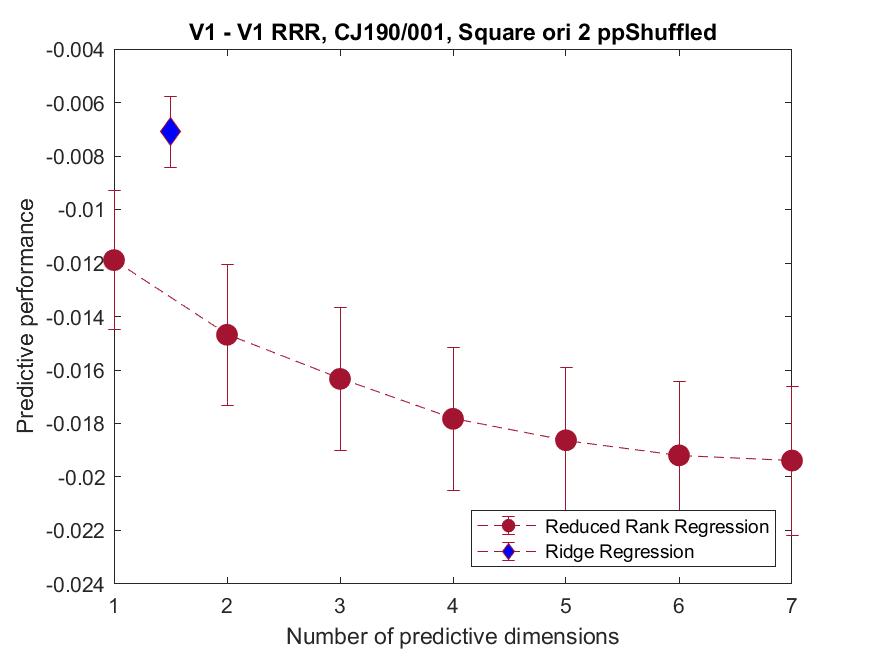 V1 - V1 RRR, CJ190/001, Square ori 2 ppShuffled
-0.004
-0.006
-0.008
-0.01
-0.012
-0.014
-0.016
-0.018
-0.02
-0.022
-0.024
Predictive performance
Reduced Rank Regression
Ridge Regression
1 2 3 4 5 6 7
Number of predictive dimensions